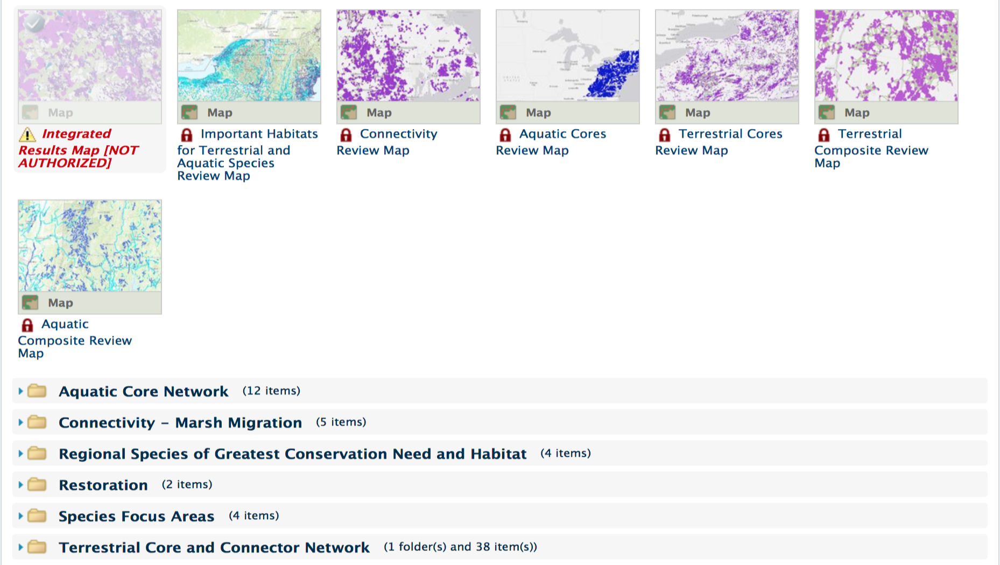 Map
Integrated
Results Map [NOT
AUTHORIZED]
Map
Important Habitats
for Terrestrial and
Aquatic Species
Review Map
Map
Connectivity
Review Map
Map
Aquatic Cores
Review Map
Map
Terrestrial Cores
Review Map
Map
Terrestrial
Composite Review
Map
Map
Aquatic
Composite Review
Map
Aquatic Core Network (12 items)
Connectivity – Marsh Migration (5 items)
Regional Species of Greatest Conservation Need and Habitat (4 items)
Restoration (2 items)
Species Focus Areas (4 items)
Terrestrial Core and Connector Network (1 folder(s) and 38 item(s))